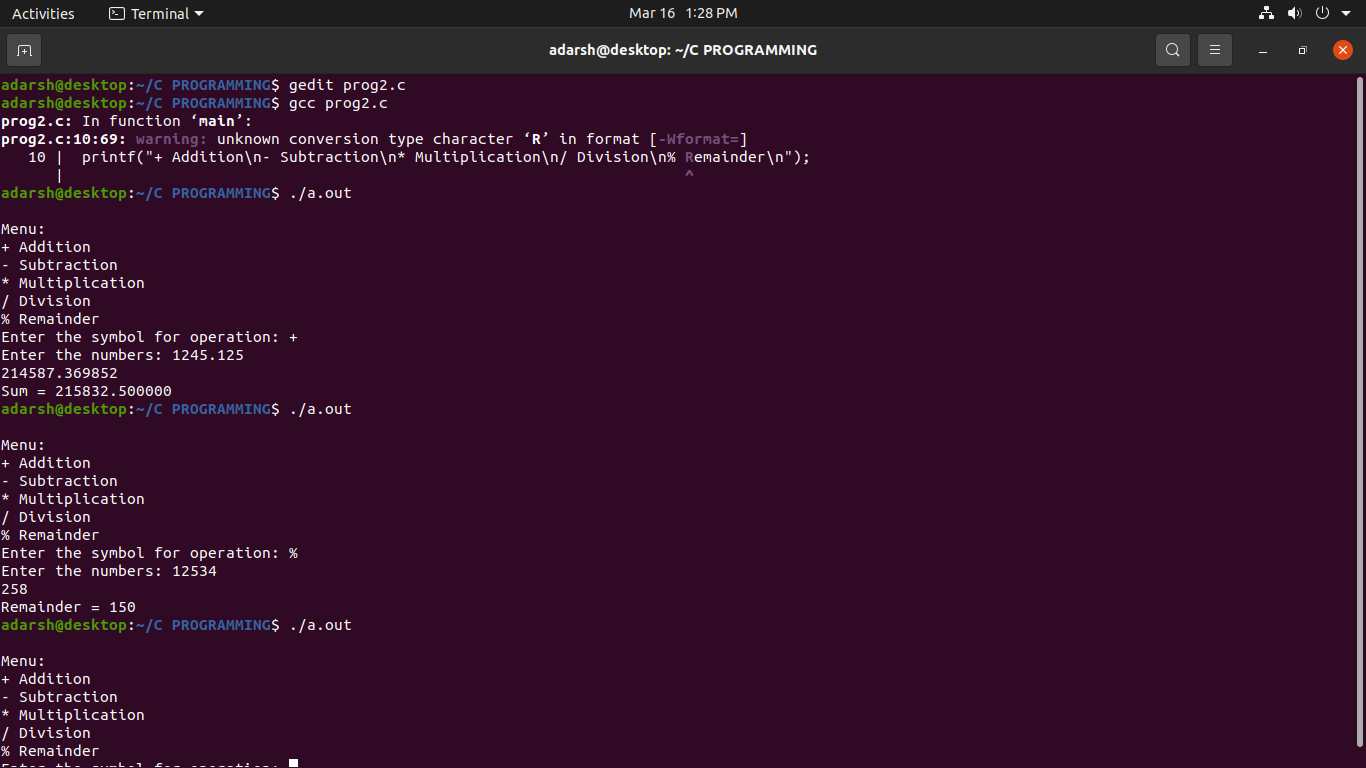 Activities Terminal Mar 16 1:28 PM
adarsh@desktop: ~/C PROGRAMMING
adarsh@desktop:~/C PROGRAMMING$ gedit prog2.c
adarsh@desktop:~/C PROGRAMMING$ gcc prog2.c
prog2.c: In function ‘main’:
prog2.c:10:69: warning: unknown conversion type character ‘R’ in format [-Wformat=]
   10 |  printf("+ Addition\n- Subtraction\n* Multiplication\n/ Division\n% Remainder\n");
      |                                                                     ^
adarsh@desktop:~/C PROGRAMMING$ ./a.out
Menu:
+ Addition
- Subtraction
* Multiplication
/ Division
% Remainder
Enter the symbol for operation: +
Enter the numbers: 1245.125
214587.369852
Sum = 215832.500000
adarsh@desktop:~/C PROGRAMMING$ ./a.out
Menu:
+ Addition
- Subtraction
* Multiplication
/ Division
% Remainder
Enter the symbol for operation: %
Enter the numbers: 12534
258
Remainder = 150
adarsh@desktop:~/C PROGRAMMING$ ./a.out
Menu:
+ Addition
- Subtraction
* Multiplication
/ Division
% Remainder
Enter the symbol for operation: